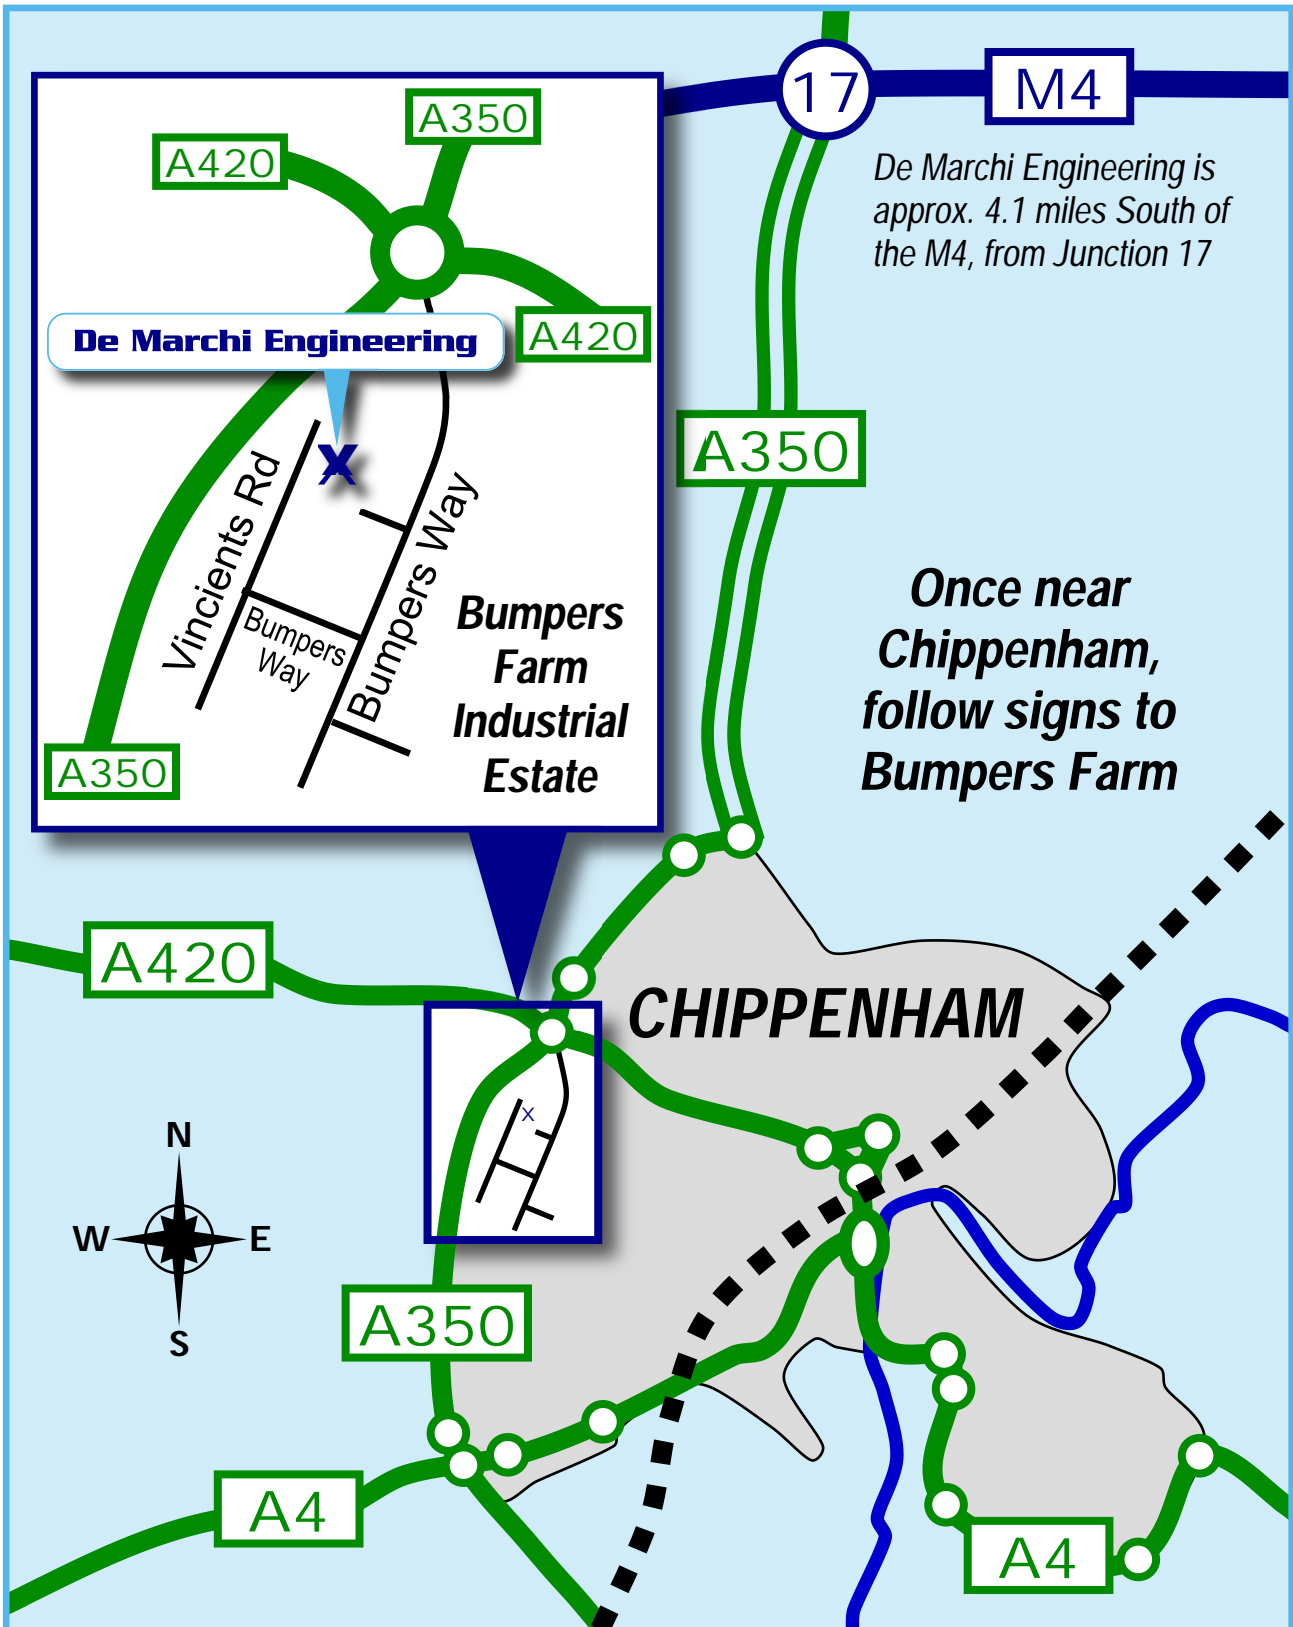 17
M4
De Marchi Engineering is
approx. 4.1 miles South of
the M4, from Junction 17
A350
A420
A420
De Marchi Engineering
X
Vincients Rd
Bumpers Way
Bumpers
Way
Bumpers
Farm
Industrial
Estate
A350
A350
Once near
Chippenham,
follow signs to
Bumpers Farm
A420
CHIPPENHAM
X
N
W
E
S
A350
A4
A4